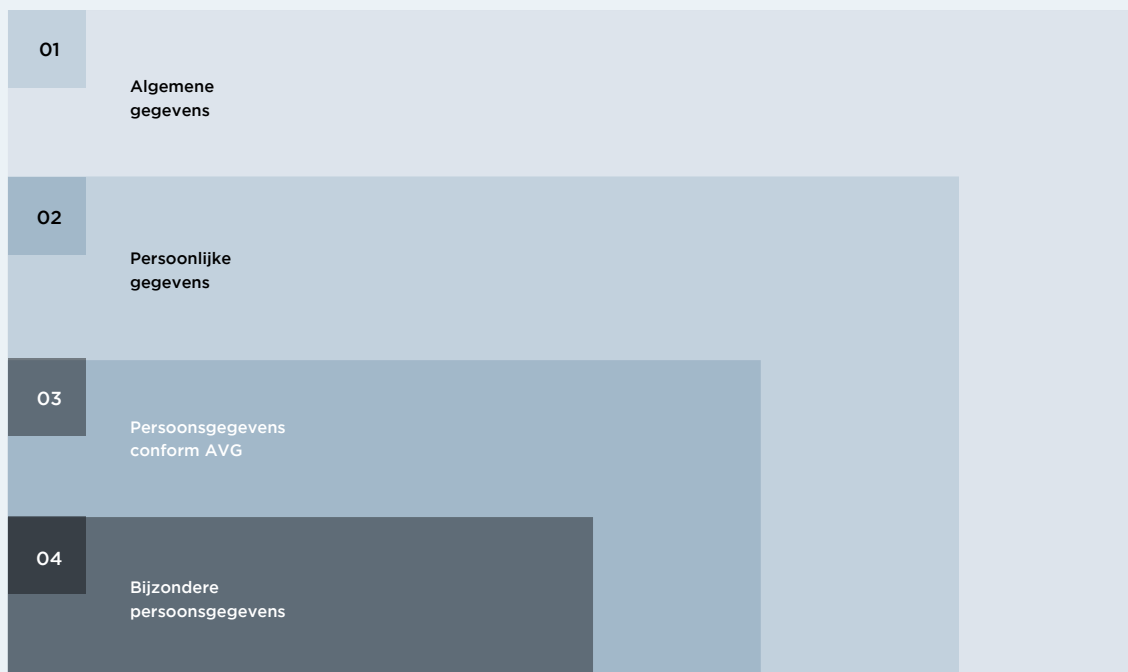 01
Algemene
gegevens
02
Persoonlijke
gegevens
03
Persoonsgegevens
conform AVG
04
Bijzondere
persoonsgegevens